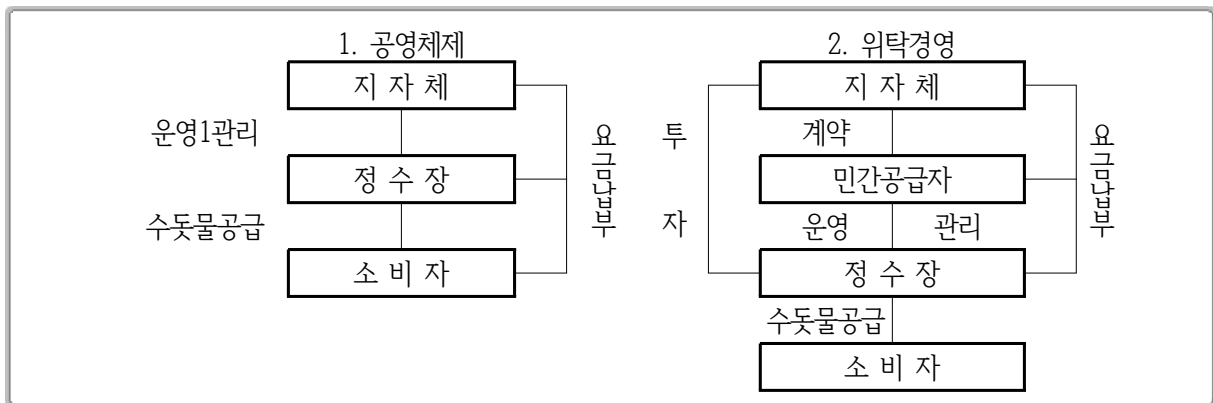 1. 공영체제
지 자 체
운영1관리
정 수 장
수돗물공급
소 비 자
요금납부
2. 위탁경영
지 자 체
계약
민간공급자
운영 관리
정 수 장
수돗물공급
소 비 자
투자
요금납부